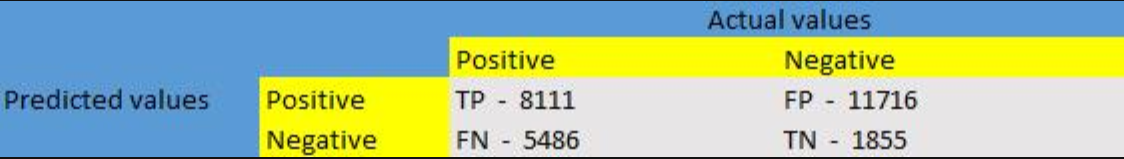 Actual values
Positive Negative
Predicted values Positive TP - 8111 FP - 11716
Negative FN - 5486 TN - 1855